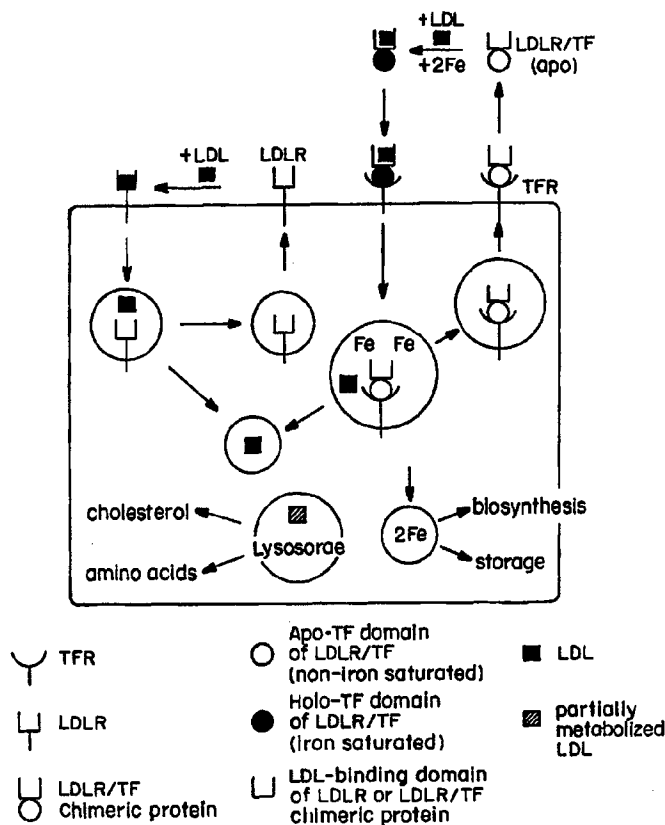 +LDL
+2Fe
LDLR/TF
(apo)
+LDL
LDLR
TFR
Fe Fe
cholesterol
amino acids
Lysosorae
2Fe
biosynthesis
storage
TFR
LDLR
LDLR/TF
Chimeric protein
Apo-TF domain
of LDLR/TF
(non-iron saturated)
Holo-TF domain
of LDLR/TF
(iron saturated)
LDL-binding domain
of LDLR or LDLR/TF
chimeric protein
LDL
partially
metabolized
LDL